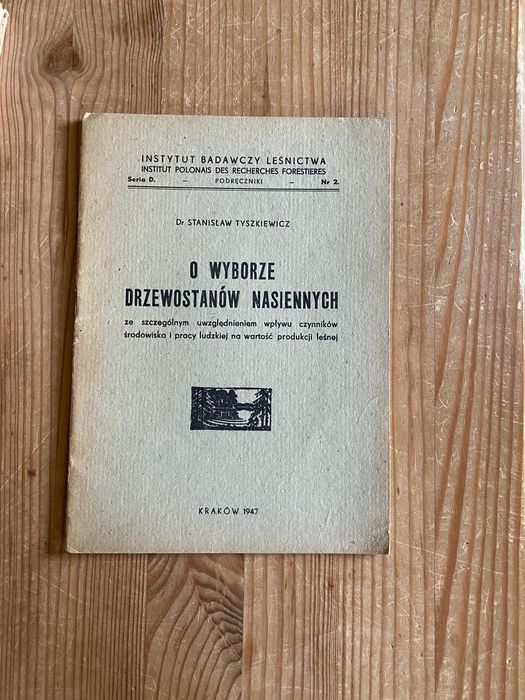 INSTYTUT BADAWCZY LEŚNICTWA
INSTITUT POLONAIS DES RECHERCHES FORESTIERES
Seria D. – PODRĘCZNIKI – Nr 2.
Dr STANISŁAW TYSZKIEWICZ
O WYBORZE
DRZEWOSTANÓW NASIENNYCH
ze szczególnym uwzględnieniem wpływu czynników
środowiska i pracy ludzkiej na wartość produkcji leśnej
KRAKÓW 1947